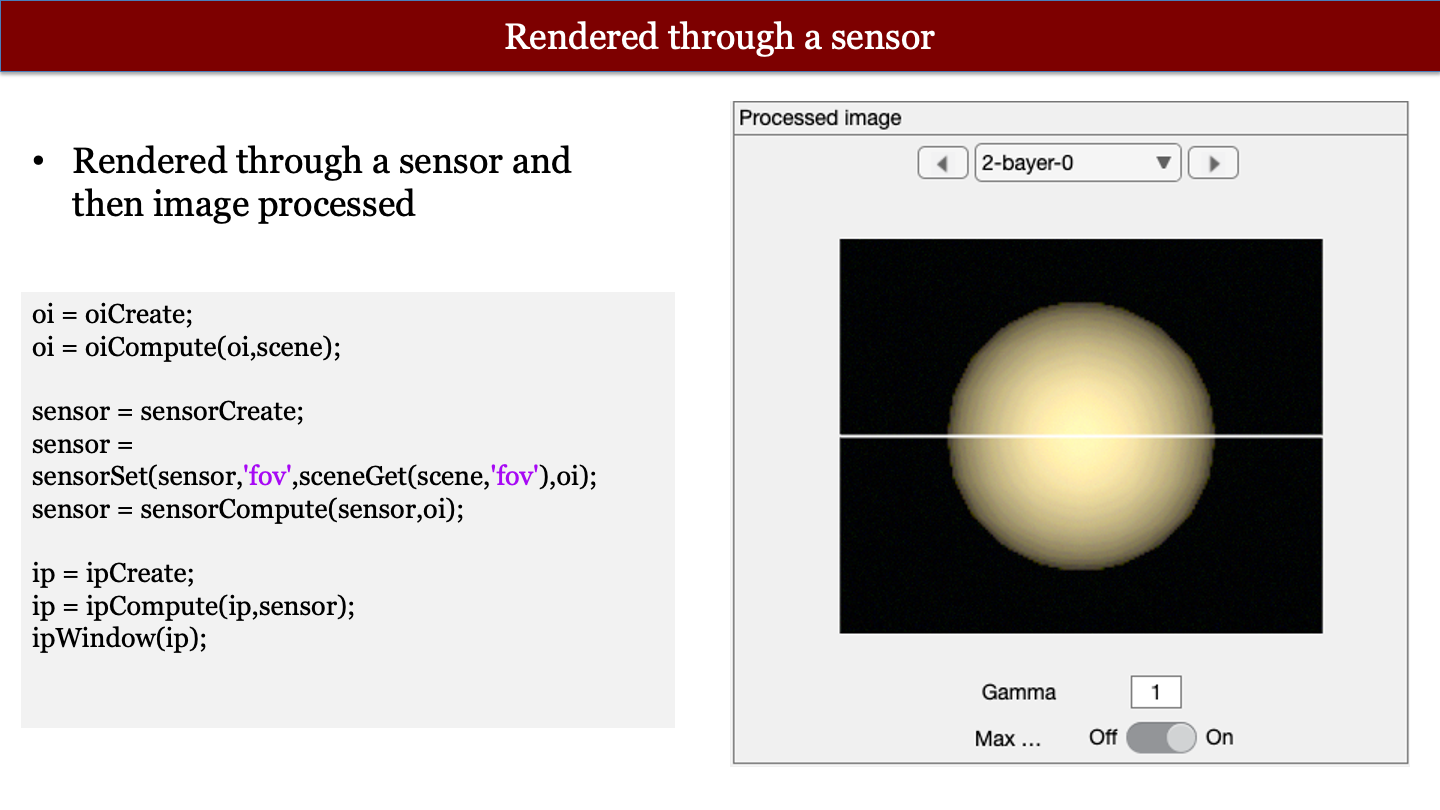 Rendered through a sensor
• Rendered through a sensor and
then image processed
oi = oiCreate;
oi = oiCompute(oi,scene);
sensor = sensorCreate;
sensor =
sensorSet(sensor,'fov',sceneGet(scene,'fov'),oi);
sensor = sensorCompute(sensor,oi);
ip = ipCreate;
ip = ipCompute(ip,sensor);
ipWindow(ip);
Processed image
2-bayer-0
Gamma 1
Max ... Off On